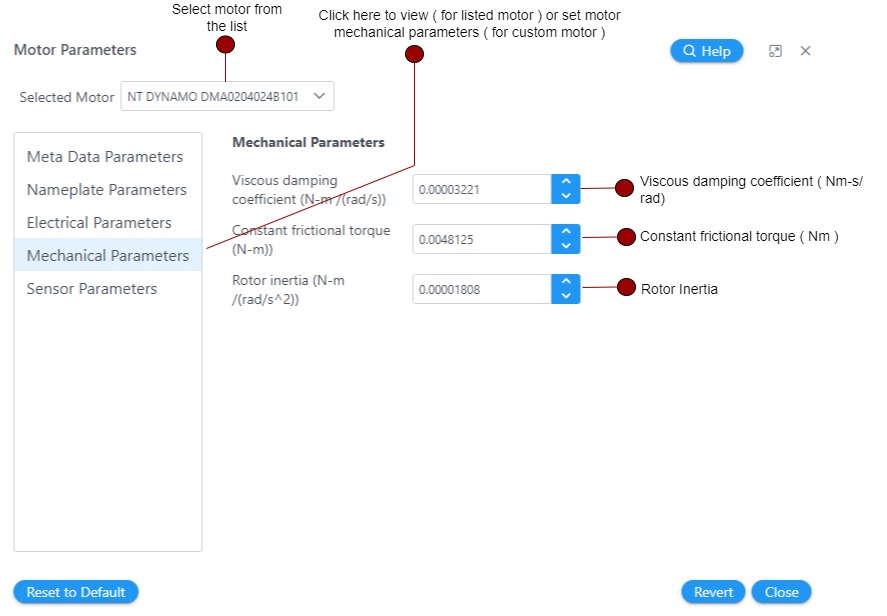 Select motor from
the list
Click here to view ( for listed motor ) or set motor
mechanical parameters ( for custom motor )
Motor Parameters
Help
Selected Motor
NT DYNAMO DMA0204024B101
Meta Data Parameters
Nameplate Parameters
Electrical Parameters
Mechanical Parameters
Sensor Parameters
Mechanical Parameters
Viscous damping
coefficient (N-m /(rad/s))
0.00003221
Viscous damping coefficient ( Nm-s/
rad)
Constant frictional torque
(N-m))
0.0048125
Constant frictional torque ( Nm )
Rotor inertia (N-m
/(rad/s^2))
0.00001808
Rotor Inertia
Reset to Default
Revert
Close